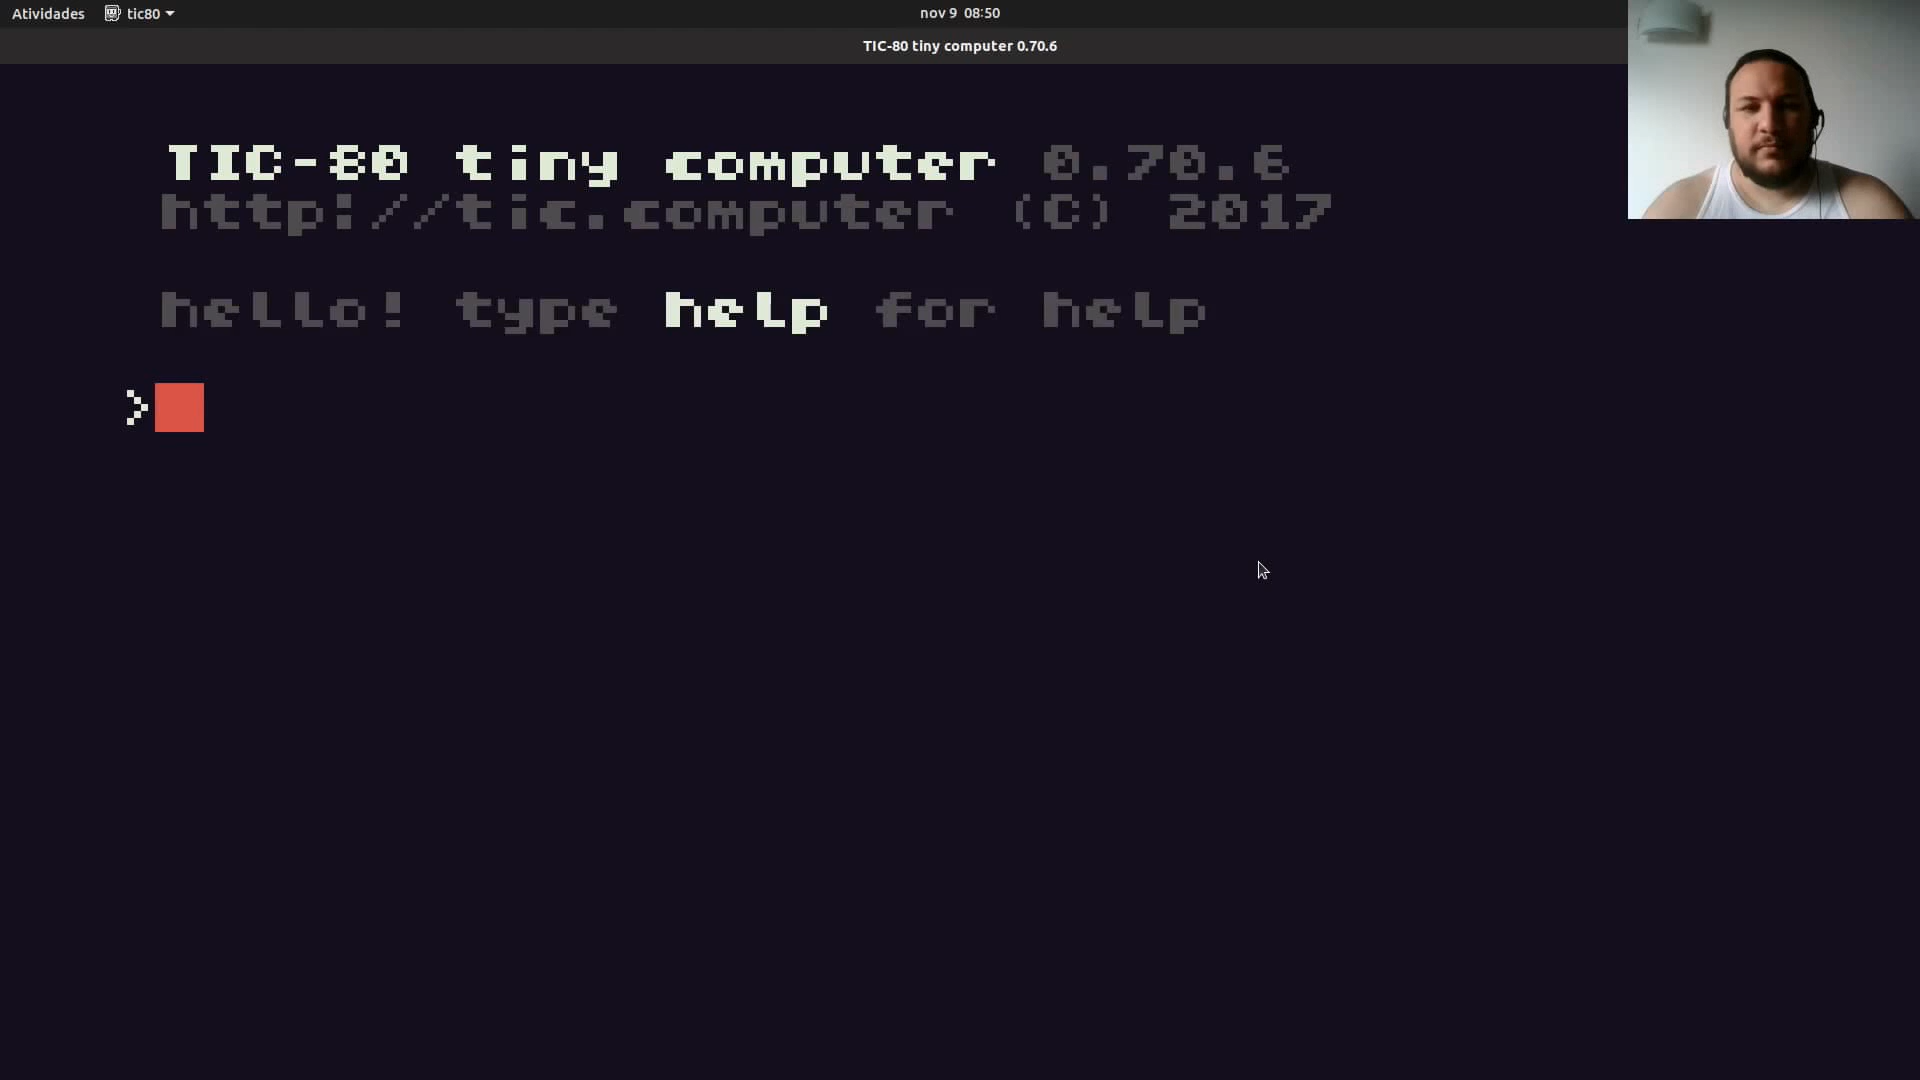 Atividades tic80 nov 9 08:50
TIC-80 tiny computer 0.70.6
TIC-80 tiny computer 0.70.6
http://tic.computer (C) 2017
hello! type help for help
>